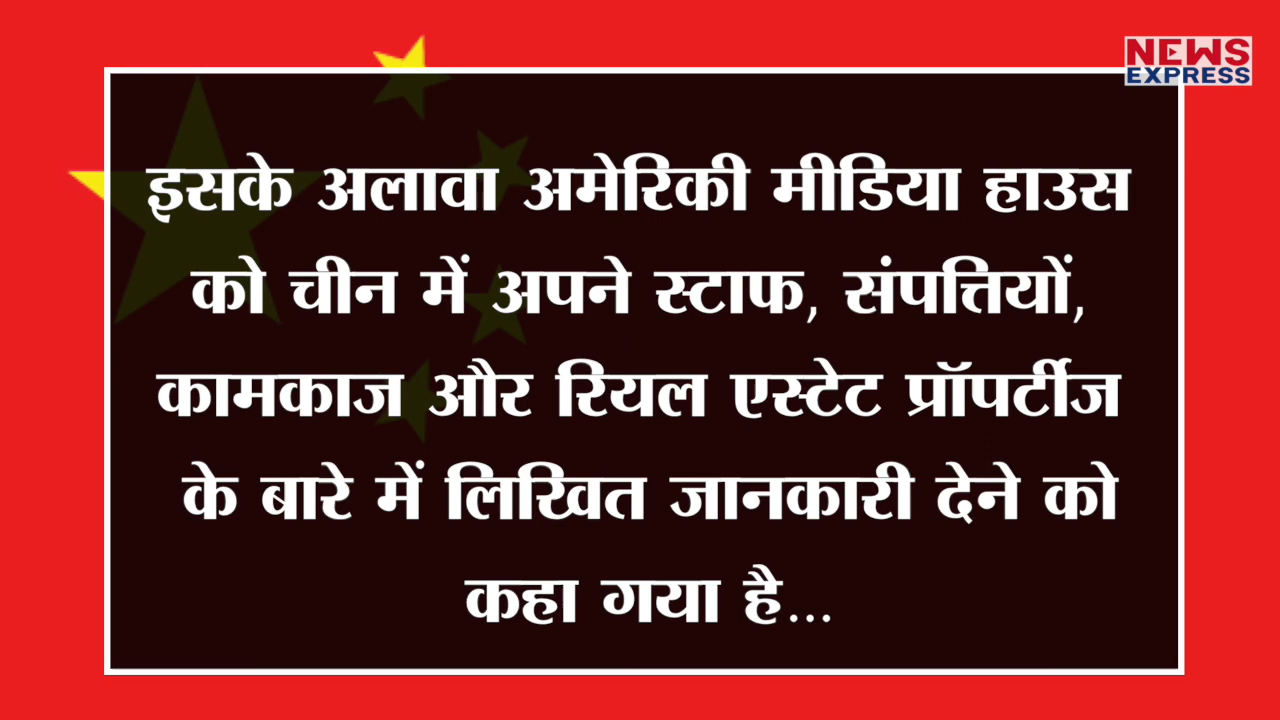 NEWS
EXPRESS
इसके अलावा अमेरिकी मीडिया हाउस
को चीन में अपने स्टाफ, संपत्तियों,
कामकाज और रियल एस्टेट प्रॉपर्टीज
के बारे में लिखित जानकारी देने को
कहा गया है...